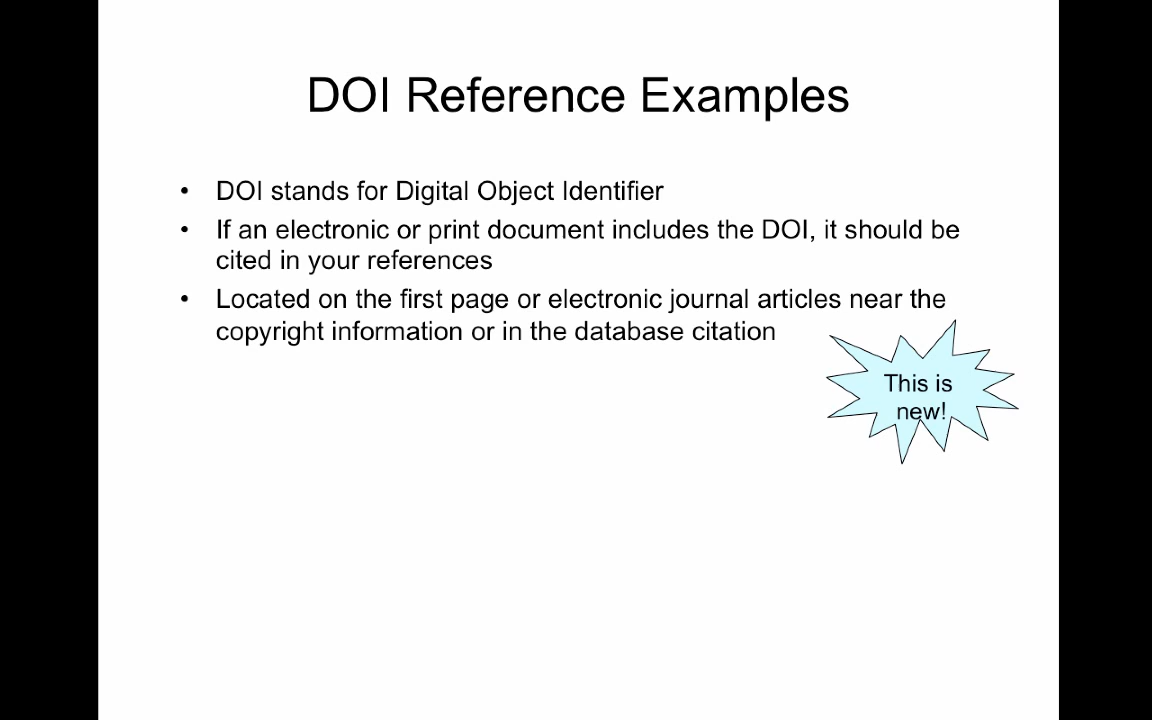 DOI Reference Examples
• DOI stands for Digital Object Identifier
• If an electronic or print document includes the DOI, it should be
cited in your references
• Located on the first page or electronic journal articles near the
copyright information or in the database citation
This is
new!